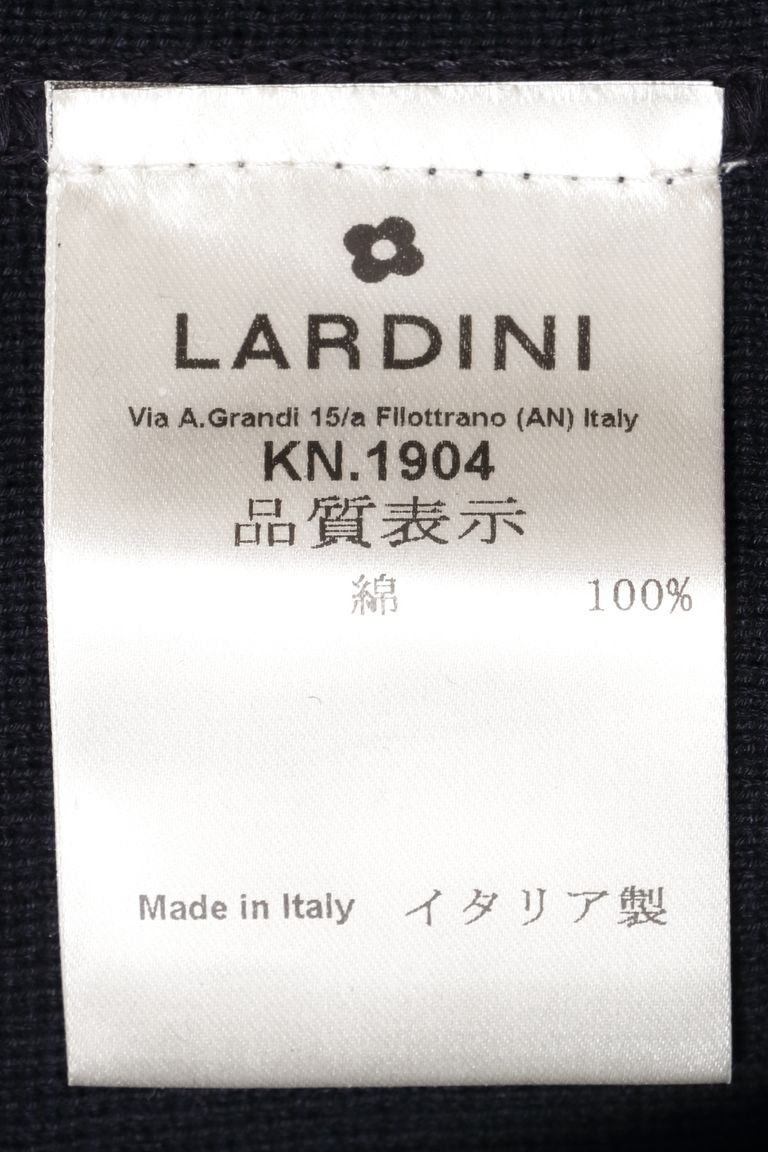 LARDINI
Via A.Grandi 15/a Filottrano (AN) Italy
KN.1904
品質表示
綿 100%
Made in Italy イタリア製